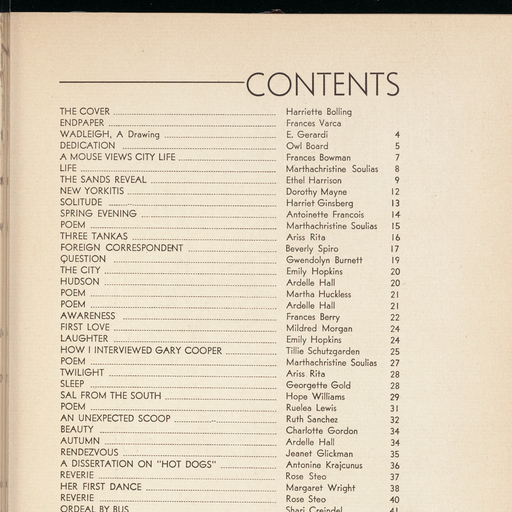 CONTENTS
THE COVER Harriette Bolling
ENDPAPER Frances Varca
WADLEIGH, A Drawing E. Gerardi 4
DEDICATION Owl Board 5
A MOUSE VIEWS CITY LIFE Frances Bowman 7
LIFE Marthachristine Soulias 8
THE SANDS REVEAL Ethel Harrison 9
NEW YORKITIS Dorothy Mayne 12
SOLITUDE Harriet Ginsberg 13
SPRING EVENING Antoinette Francois 14
POEM Marthachristine Soulias 15
THREE TANKAS Ariss Rita 16
FOREIGN CORRESPONDENT Beverly Spiro 17
QUESTION Gwendolyn Burnett 19
THE CITY Emily Hopkins 20
HUDSON Ardelle Hall 20
POEM Martha Huckless 21
POEM Ardelle Hall 21
AWARENESS Frances Berry 22
FIRST LOVE Mildred Morgan 24
LAUGHTER Emily Hopkins 24
HOW I INTERVIEWED GARY COOPER Tillie Schutzgarden 25
POEM Marthachristine Soulias 27
TWILIGHT Ariss Rita 28
SLEEP Georgette Gold 28
SAL FROM THE SOUTH Hope Williams 29
POEM Ruelea Lewis 31
AN UNEXPECTED SCOOP Ruth Sanchez 32
BEAUTY Charlotte Gordon 34
AUTUMN Ardelle Hall 34
RENDEZVOUS Jeanet Glickman 35
A DISSERTATION ON "HOT DOGS" Antonine Krajcunus 36
REVERIE Rose Steo 37
HER FIRST DANCE Margaret Wright 38
REVERIE Rose Steo 40
ORDEAL BY BUS Shari Creindel 41